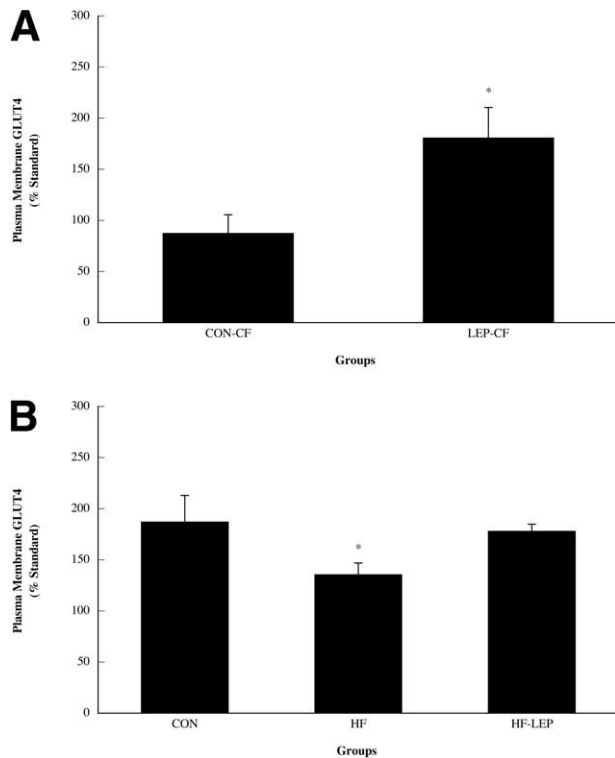 A
300
250
200
150
100
50
0
Plasma Membrane GLUT4
(% Standard)
*
CON-CF LEP-CF
Groups
B
300
250
200
150
100
50
0
Plasma Membrane GLUT4
(% Standard)
*
CON HF HF-LEP
Groups